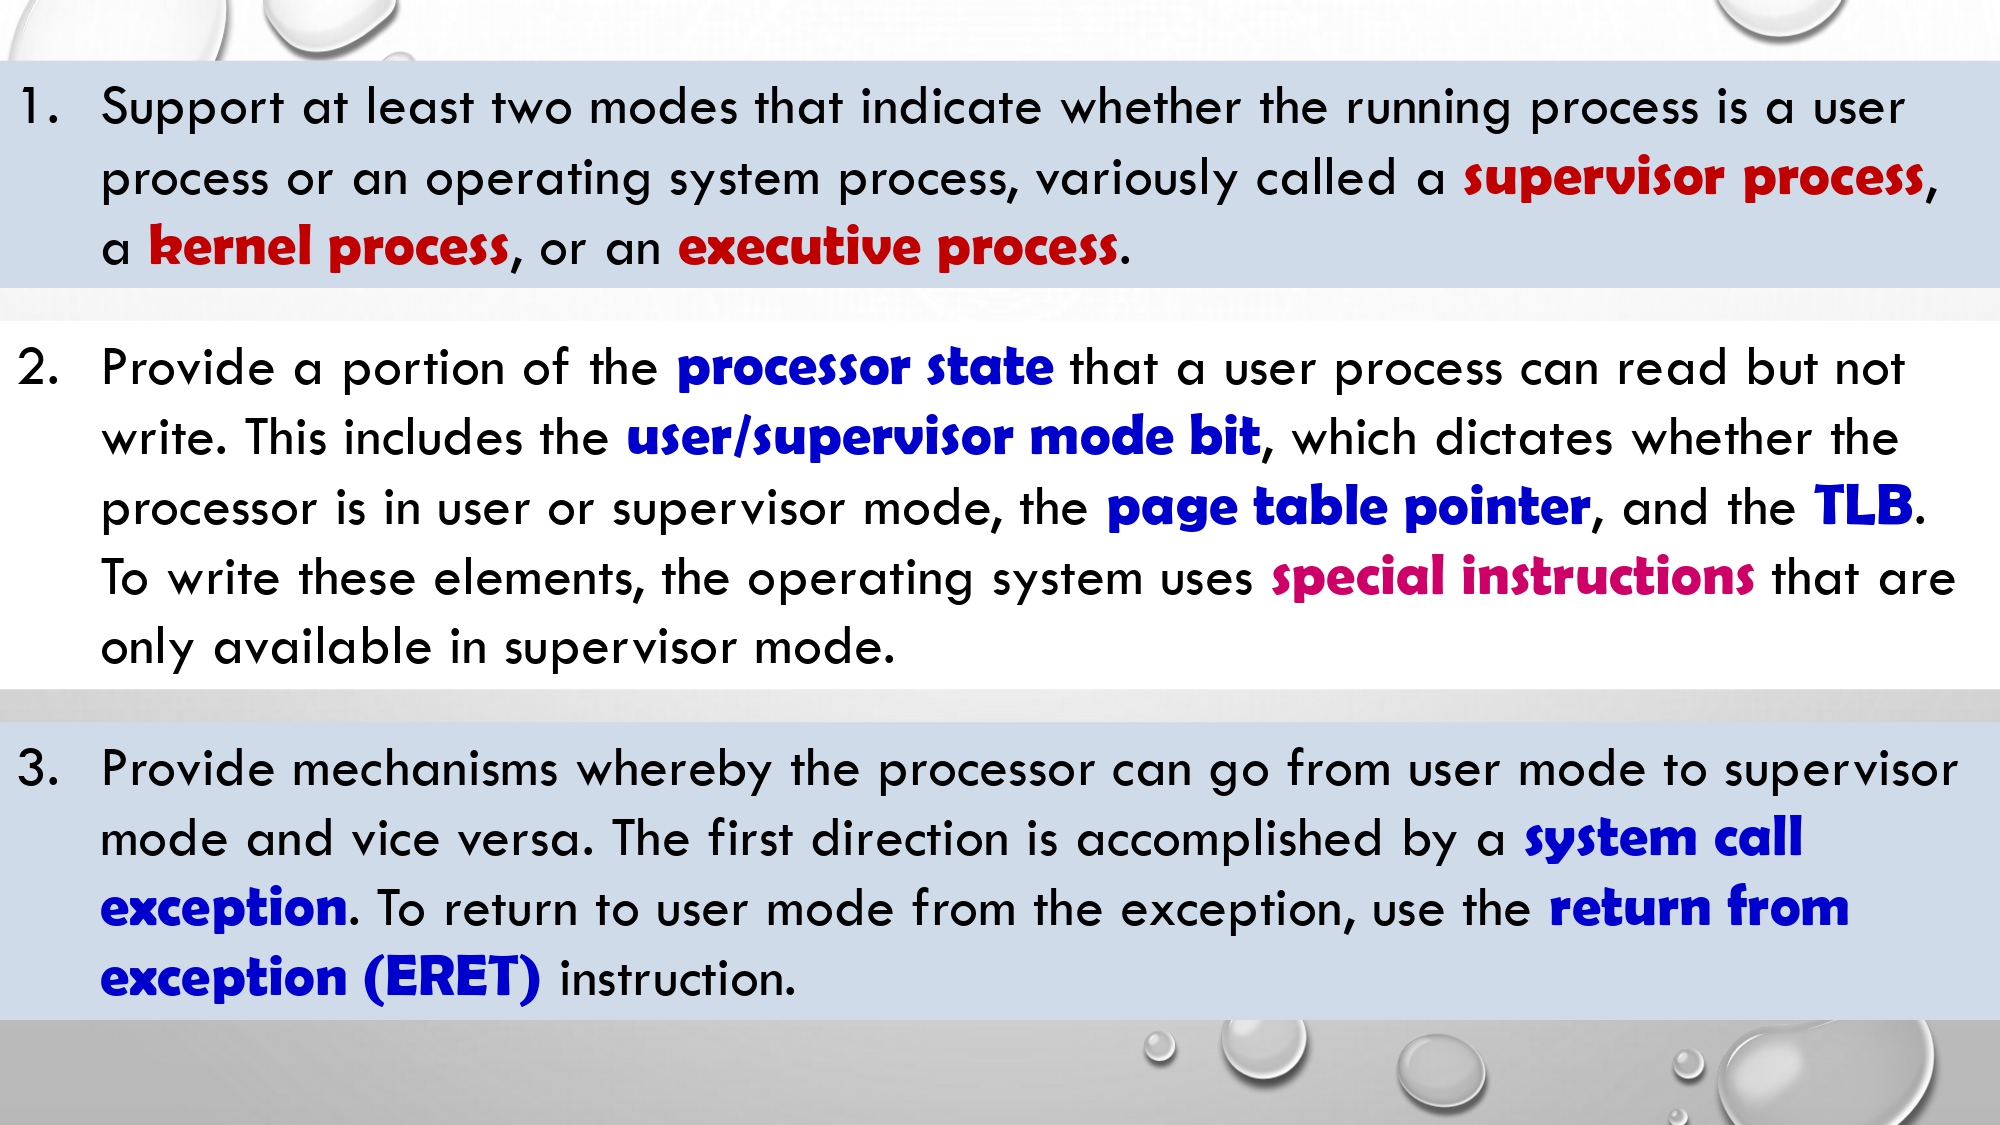 1. Support at least two modes that indicate whether the running process is a user
process or an operating system process, variously called a supervisor process,
a kernel process, or an executive process.
2. Provide a portion of the processor state that a user process can read but not
write. This includes the user/supervisor mode bit, which dictates whether the
processor is in user or supervisor mode, the page table pointer, and the TLB.
To write these elements, the operating system uses special instructions that are
only available in supervisor mode.
3. Provide mechanisms whereby the processor can go from user mode to supervisor
mode and vice versa. The first direction is accomplished by a system call
exception. To return to user mode from the exception, use the return from
exception (ERET) instruction.